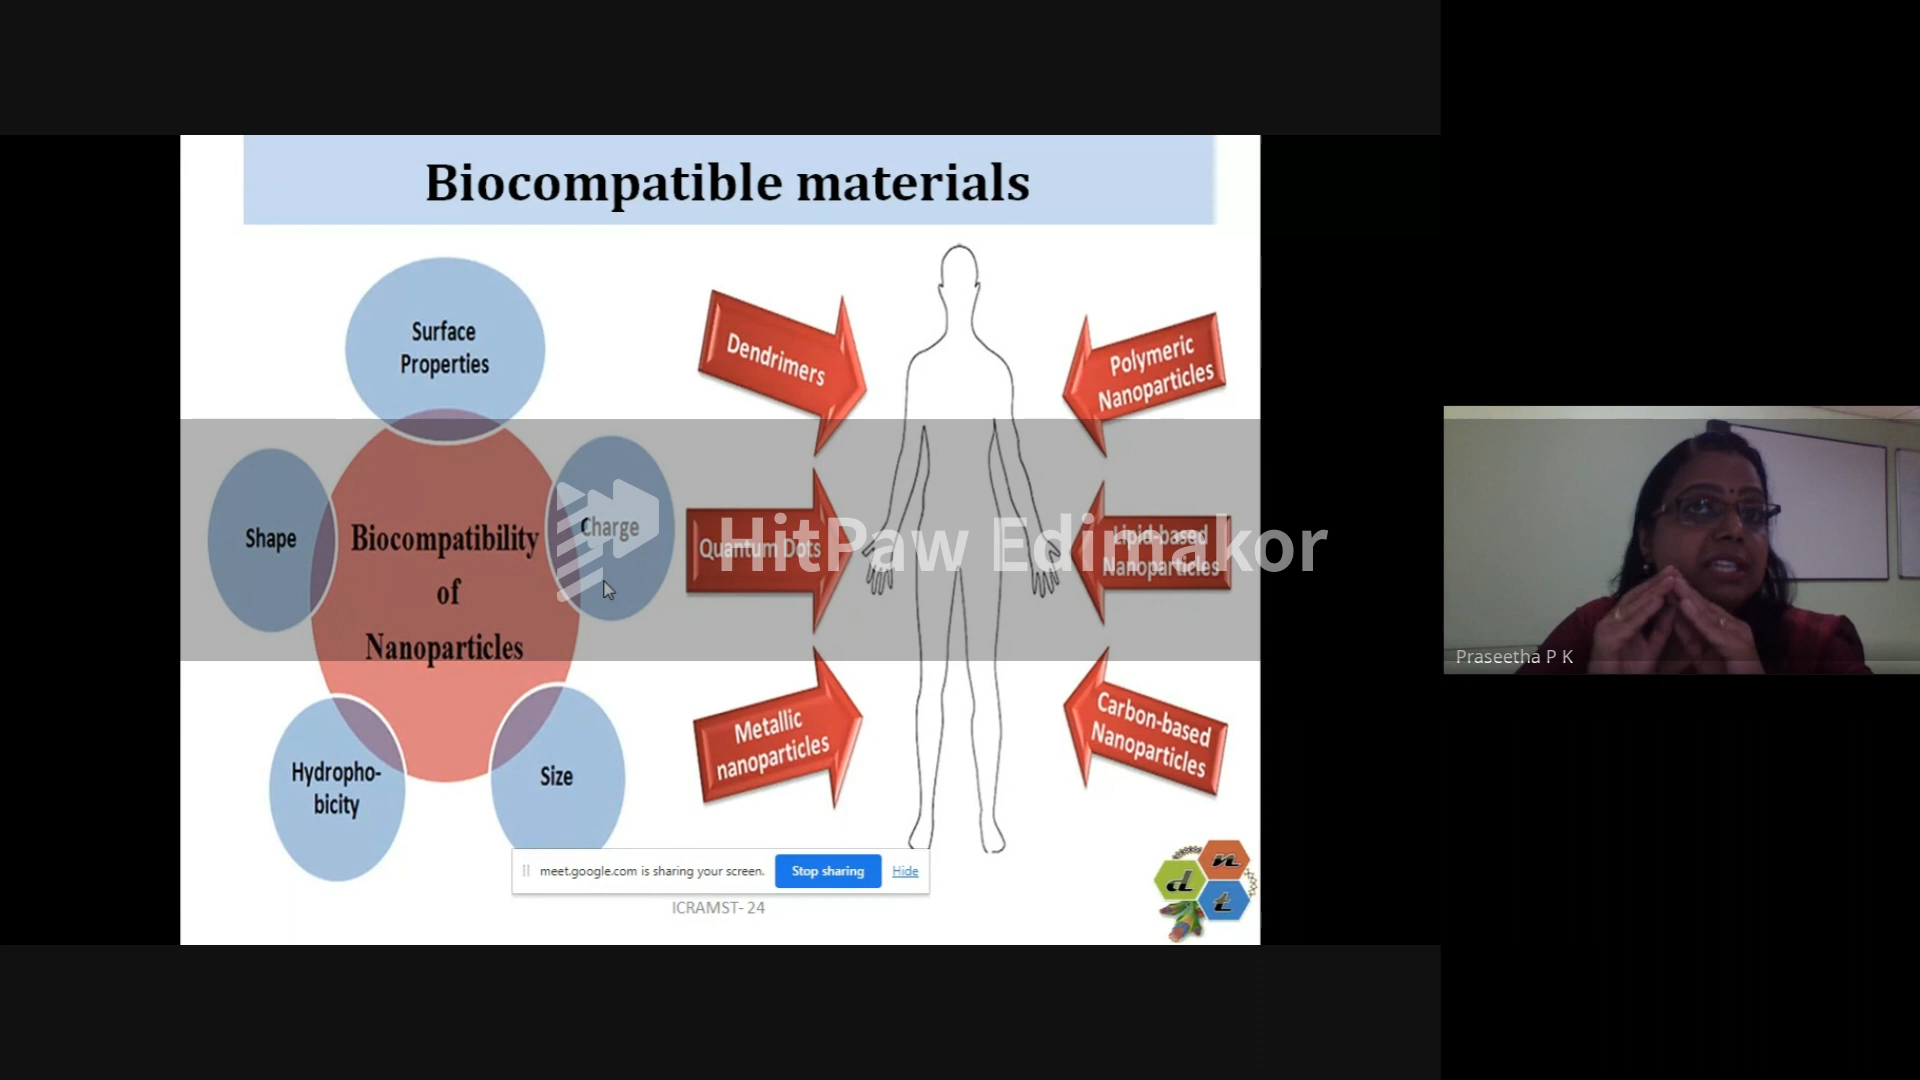 Biocompatible materials
Surface
Properties
Shape
Biocompatibility
of
Nanoparticles
Charge
Hydropho-
bicity
Size
Dendrimers
Quantum Dots
Metallic
nanoparticles
Polymeric
Nanoparticles
Lipid-based
Nanoparticles
Carbon-based
Nanoparticles
HitPaw Edimakor
meet.google.com is sharing your screen.
Stop sharing
Hide
ICRAMST- 24
d
n
t
Praseetha P K